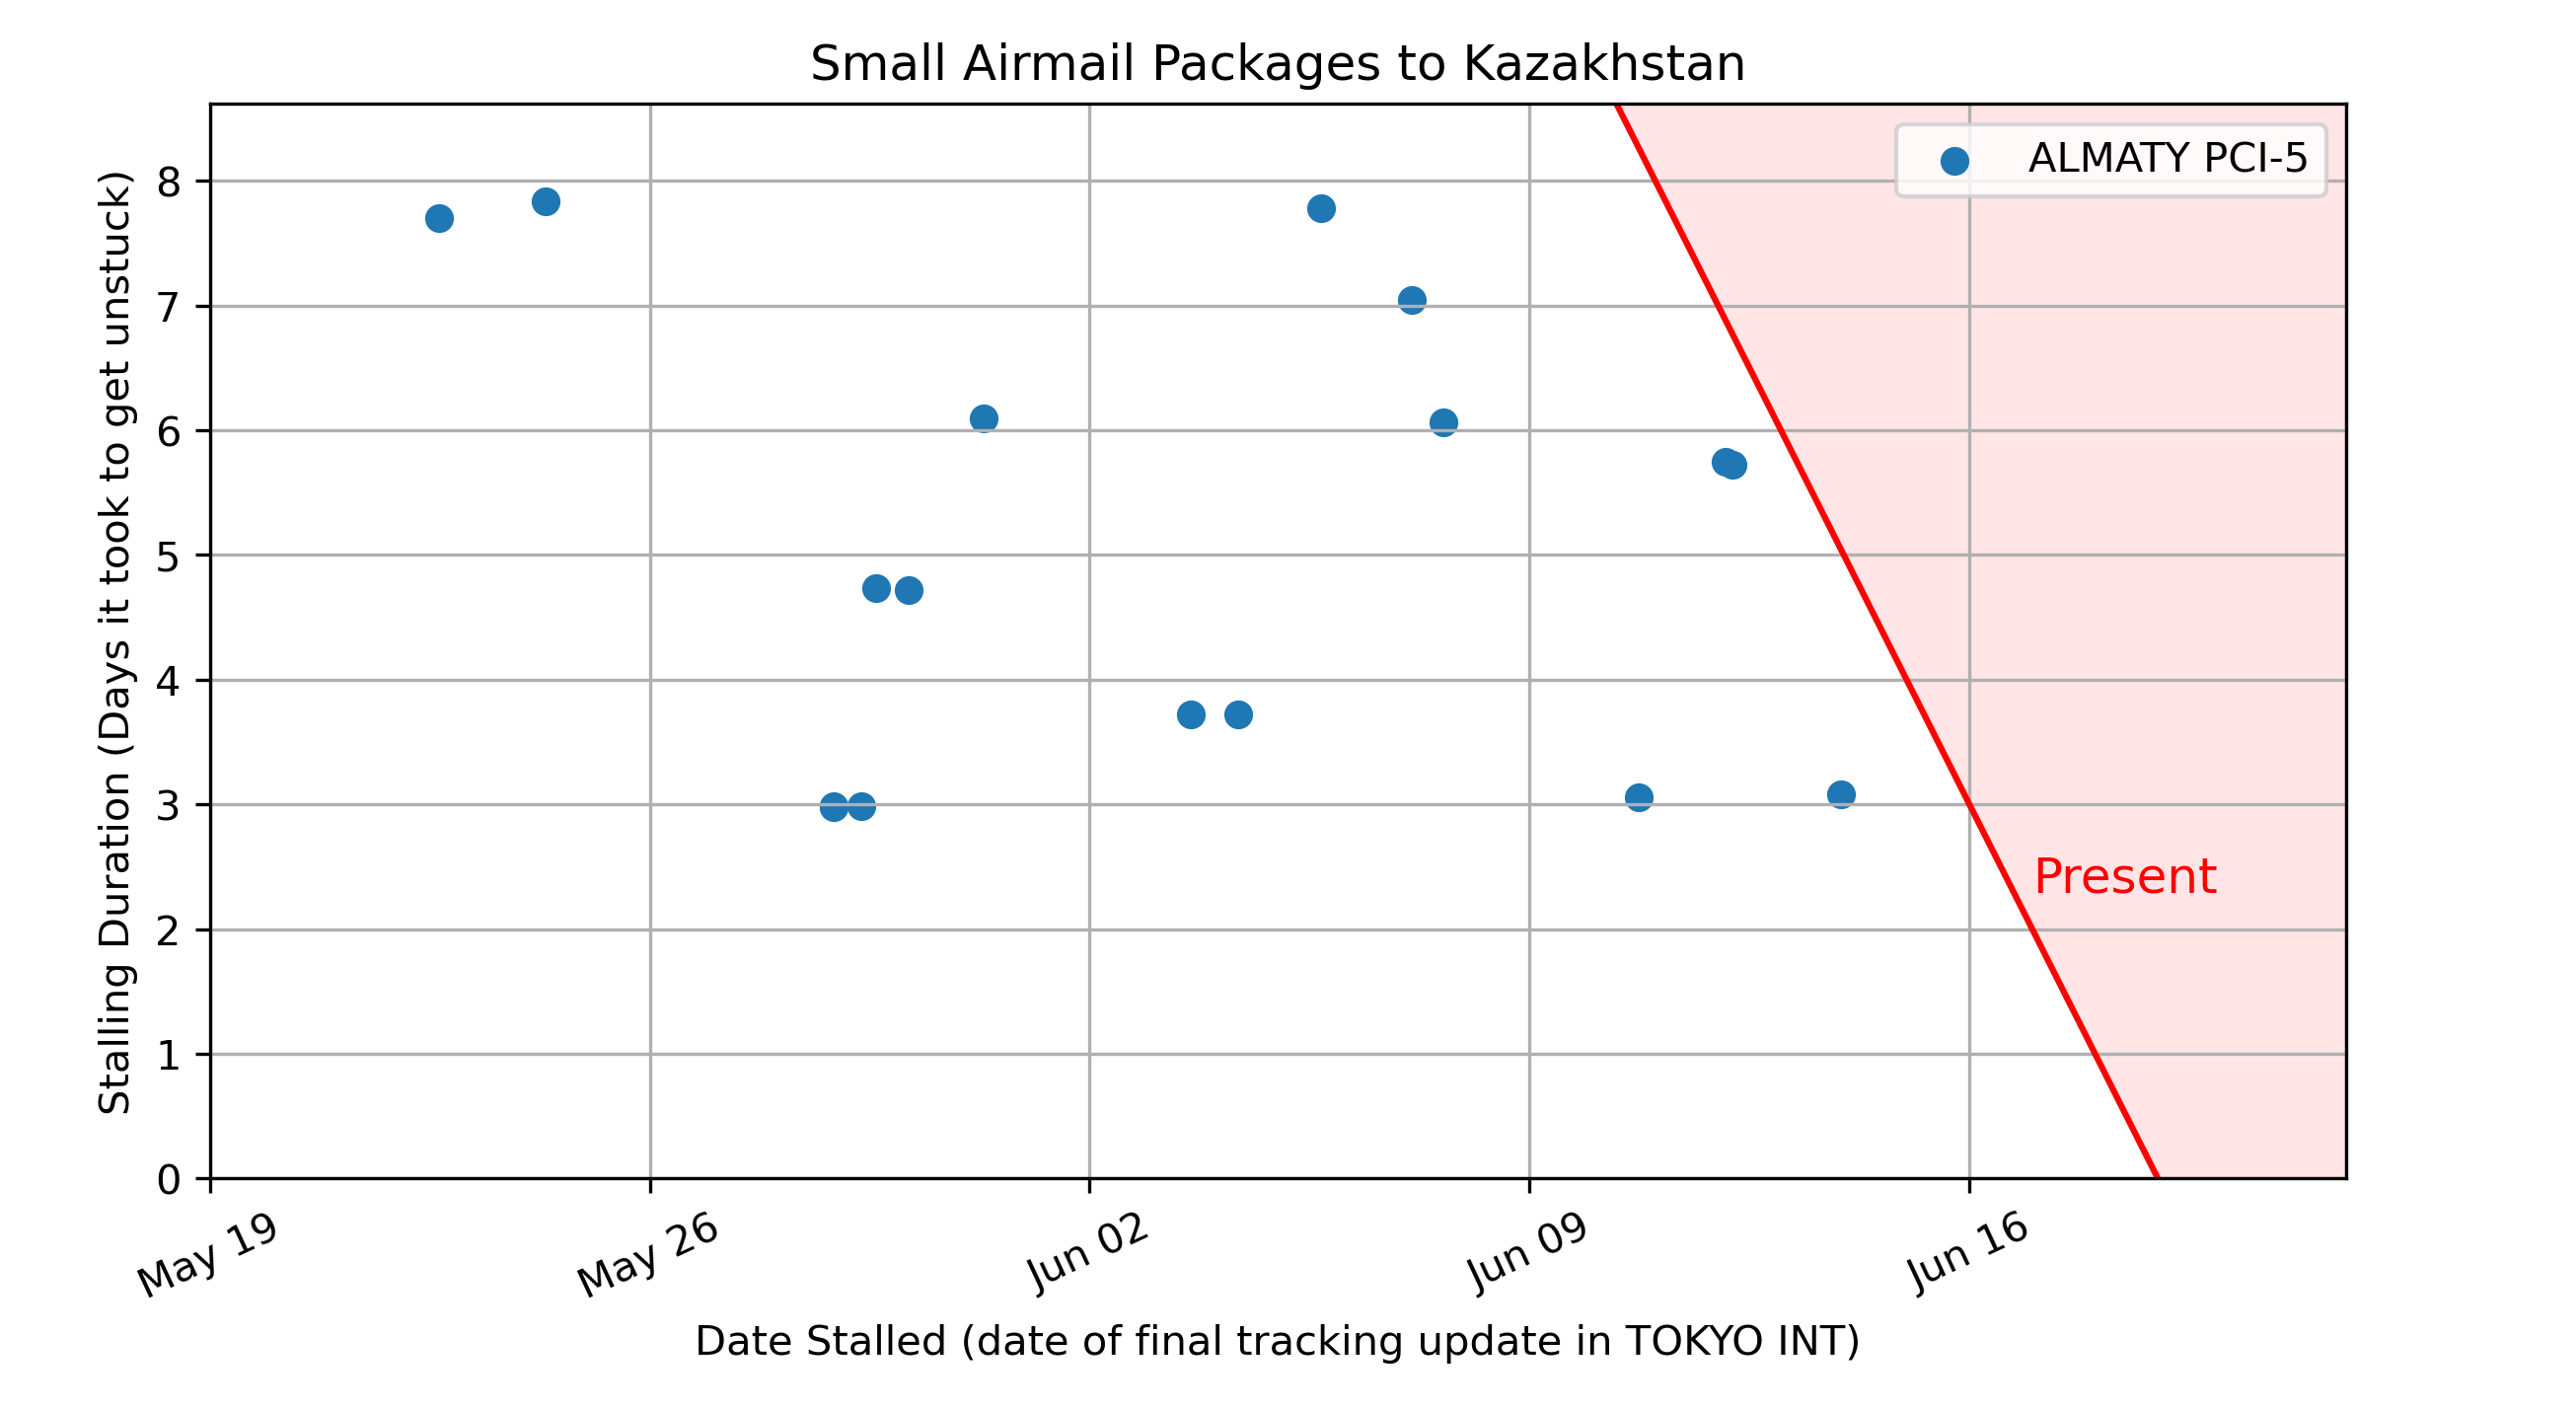 Small Airmail Packages to Kazakhstan
ALMATY PCI-5
Stalling Duration (Days it took to get unstuck)
8
7
6
5
4
3
2
1
0
Present
May 19
May 26
Jun 02
Jun 09
Jun 16
Date Stalled (date of final tracking update in TOKYO INT)